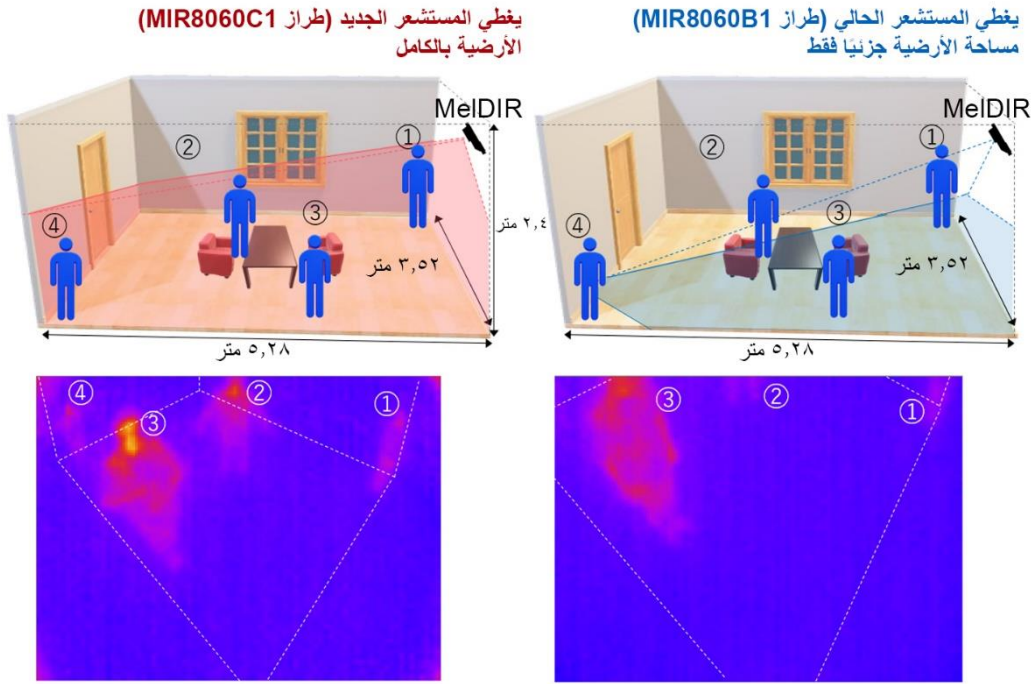 يغطي المستشعر الحالي (طراز MIR8060B1)
مساحة الأرضية جزئيًا فقط
MelDIR
①
②
③
④
٣,٥٢ متر
٥,٢٨ متر
③
②
①
يغطي المستشعر الجديد (طراز MIR8060C1)
الأرضية بالكامل
MelDIR
①
②
③
④
٢,٤ متر
٣,٥٢ متر
٥,٢٨ متر
④
③
②
①